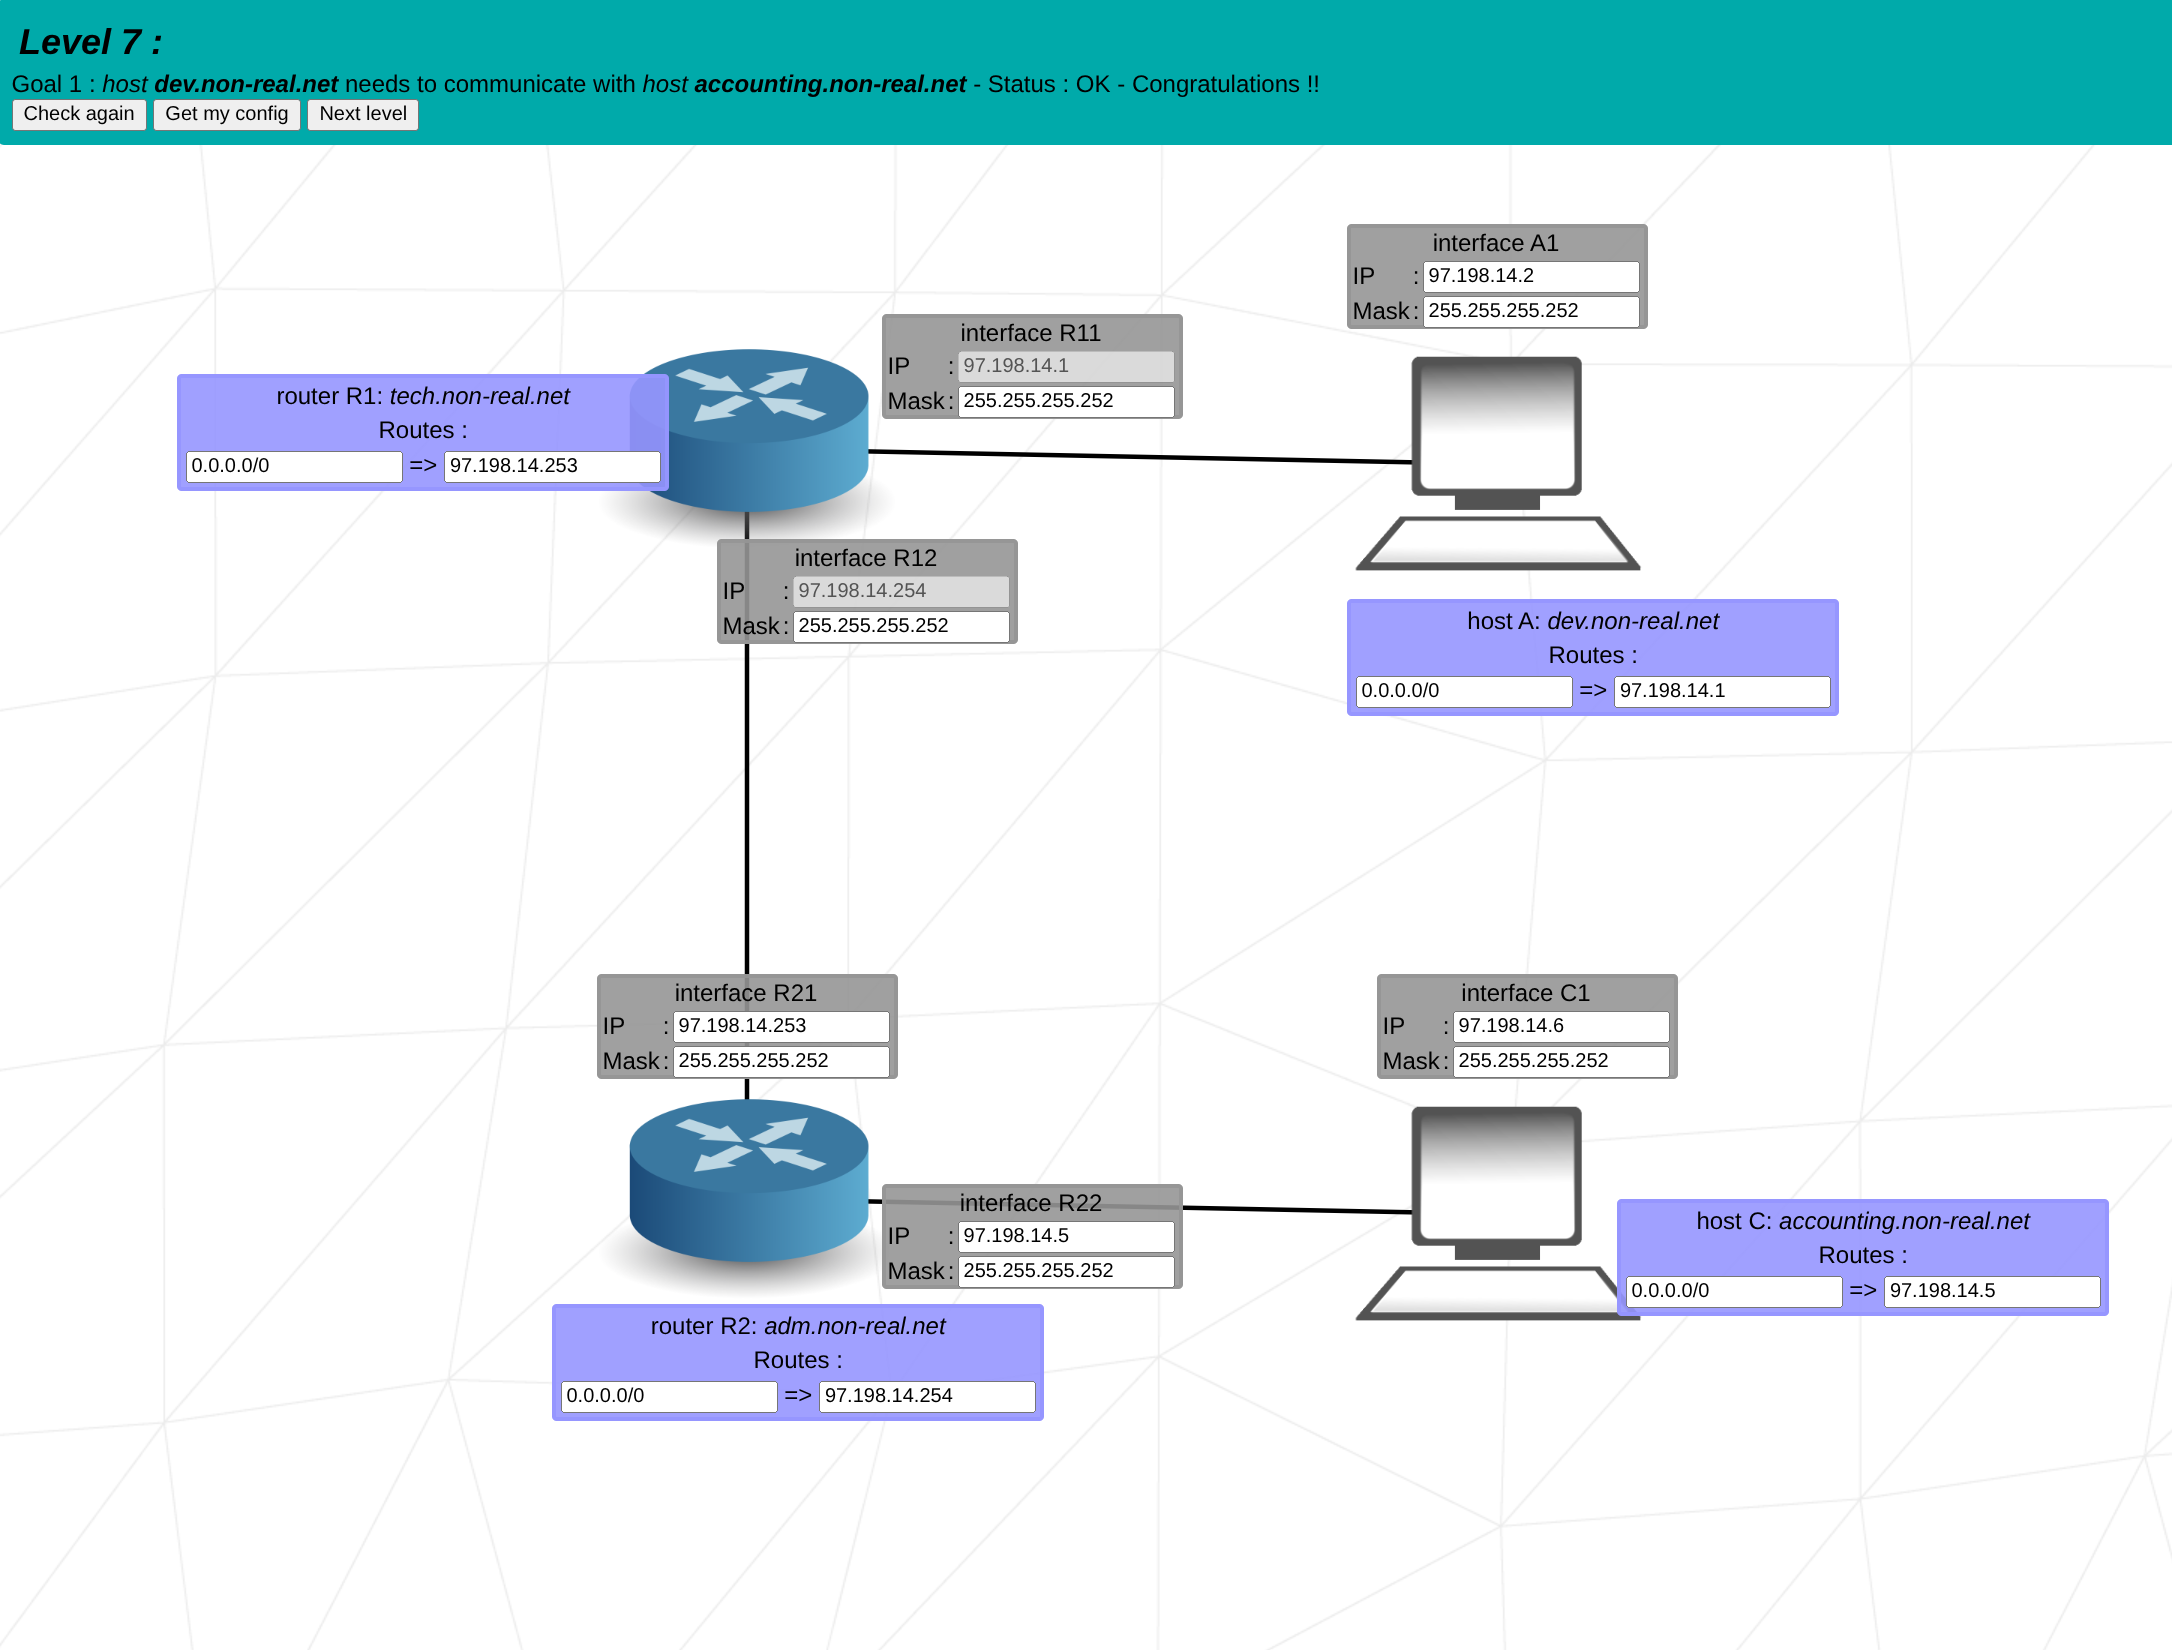 Level 7 :
Goal 1 : host dev.non-real.net needs to communicate with host accounting.non-real.net - Status : OK - Congratulations !!
Check again Get my config Next level
interface A1
IP : 97.198.14.2
Mask : 255.255.255.252
interface R11
IP : 97.198.14.1
Mask : 255.255.255.252
router R1: tech.non-real.net
Routes :
0.0.0.0/0 => 97.198.14.253
interface R12
IP : 97.198.14.254
Mask : 255.255.255.252
host A: dev.non-real.net
Routes :
0.0.0.0/0 => 97.198.14.1
interface R21
IP : 97.198.14.253
Mask : 255.255.255.252
interface C1
IP : 97.198.14.6
Mask : 255.255.255.252
interface R22
IP : 97.198.14.5
Mask : 255.255.255.252
host C: accounting.non-real.net
Routes :
0.0.0.0/0 => 97.198.14.5
router R2: adm.non-real.net
Routes :
0.0.0.0/0 => 97.198.14.254